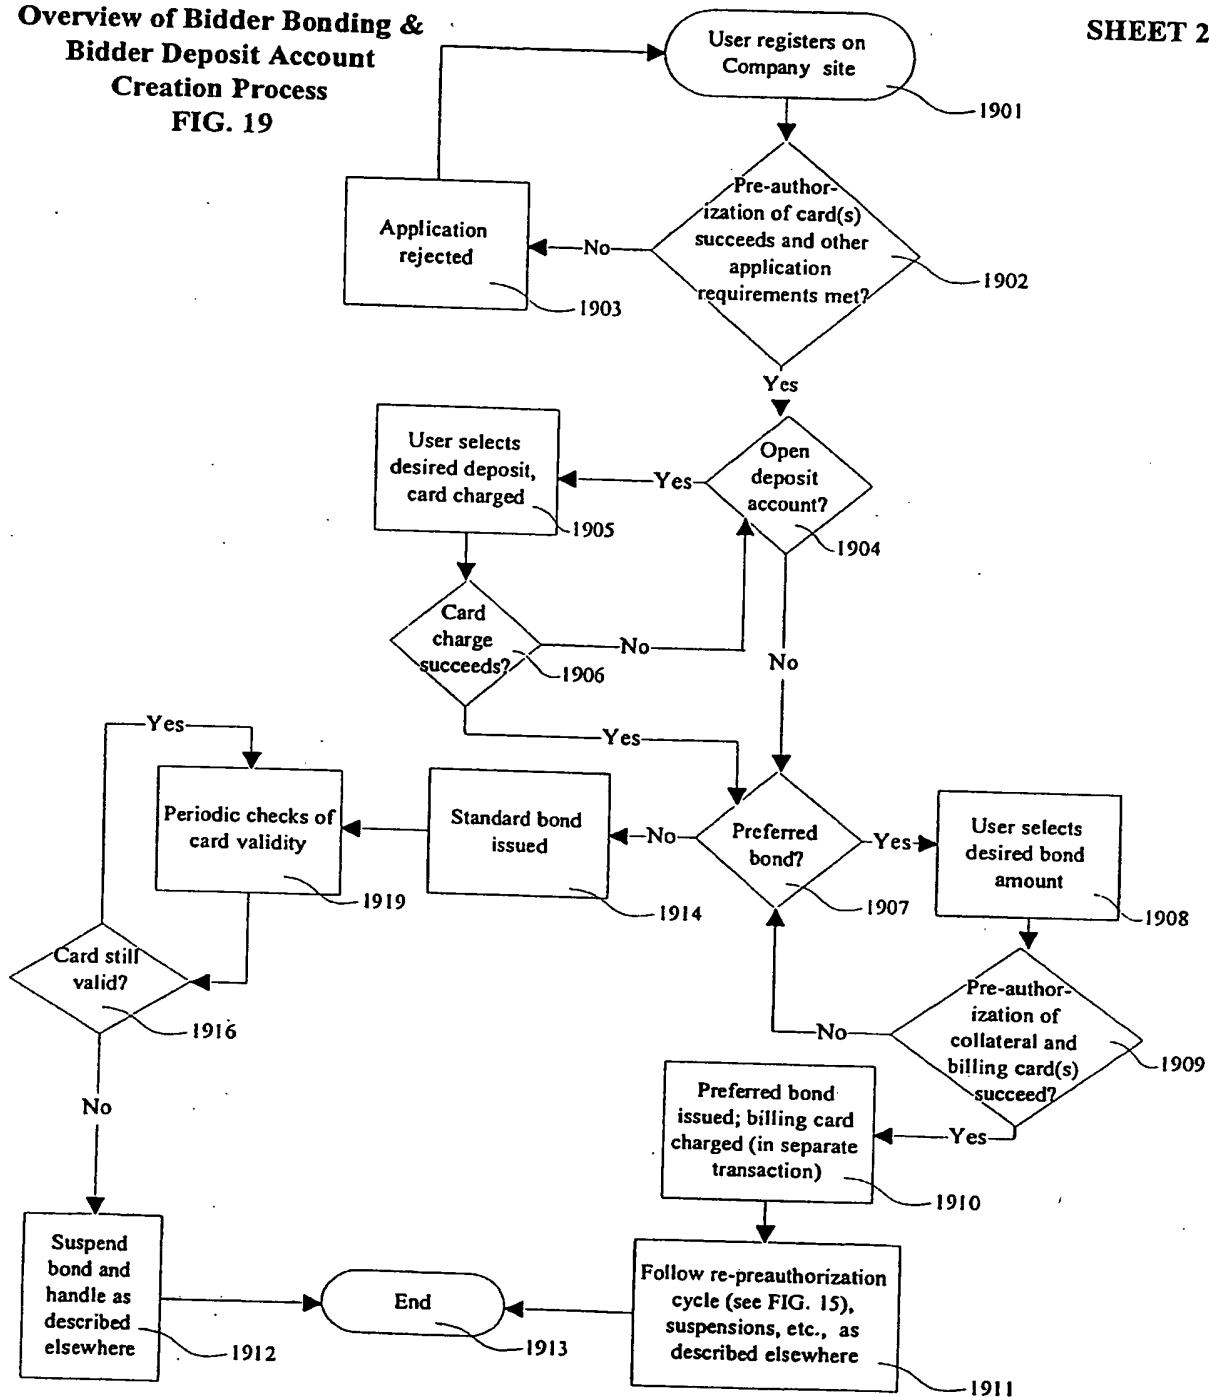 Overview of Bidder Bonding &
Bidder Deposit Account
Creation Process
FIG. 19
SHEET 2
User registers on
Company site
1901
Pre-author-
ization of card(s)
succeeds and other
application
requirements met?
1902
No
Application
rejected
1903
Yes
Open
deposit
account?
1904
Yes
User selects
desired deposit,
card charged
1905
Card
charge
succeeds?
1906
No
No
Yes
Yes
Periodic checks of
card validity
1919
Standard bond
issued
1914
No
Preferred
bond?
1907
Yes
User selects
desired bond
amount
1908
Card still
valid?
1916
Pre-author-
ization of
collateral and
billing card(s)
succeed?
1909
No
Yes
Preferred bond
issued; billing card
charged (in separate
transaction)
1910
No
Suspend
bond and
handle as
described
elsewhere
1912
End
1913
Follow re-preauthorization
cycle (see FIG. 15),
suspensions, etc., as
described elsewhere
1911